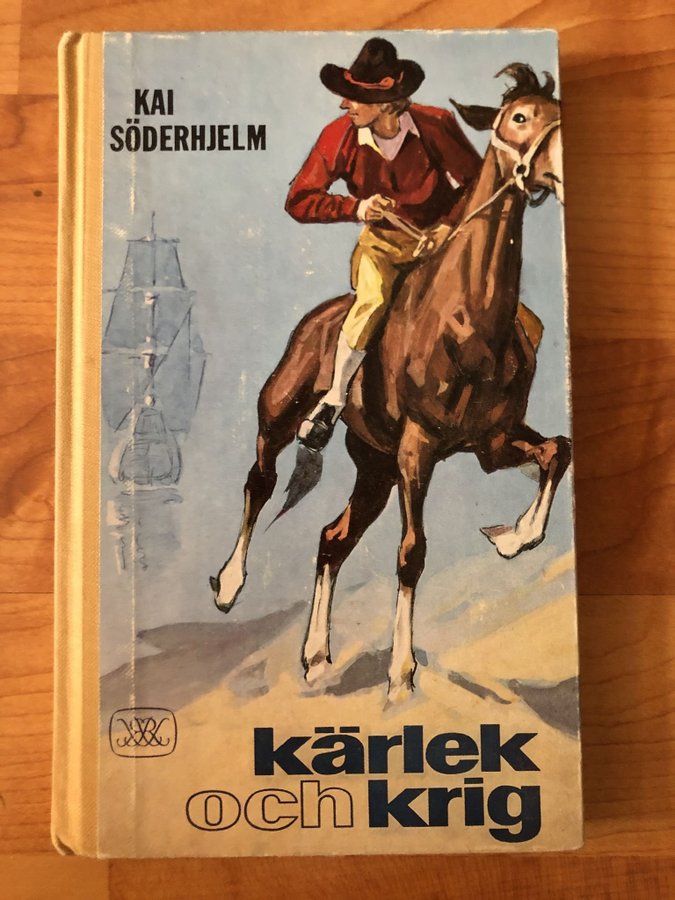 KAI
SÖDERHJELM
kärlek
och krig